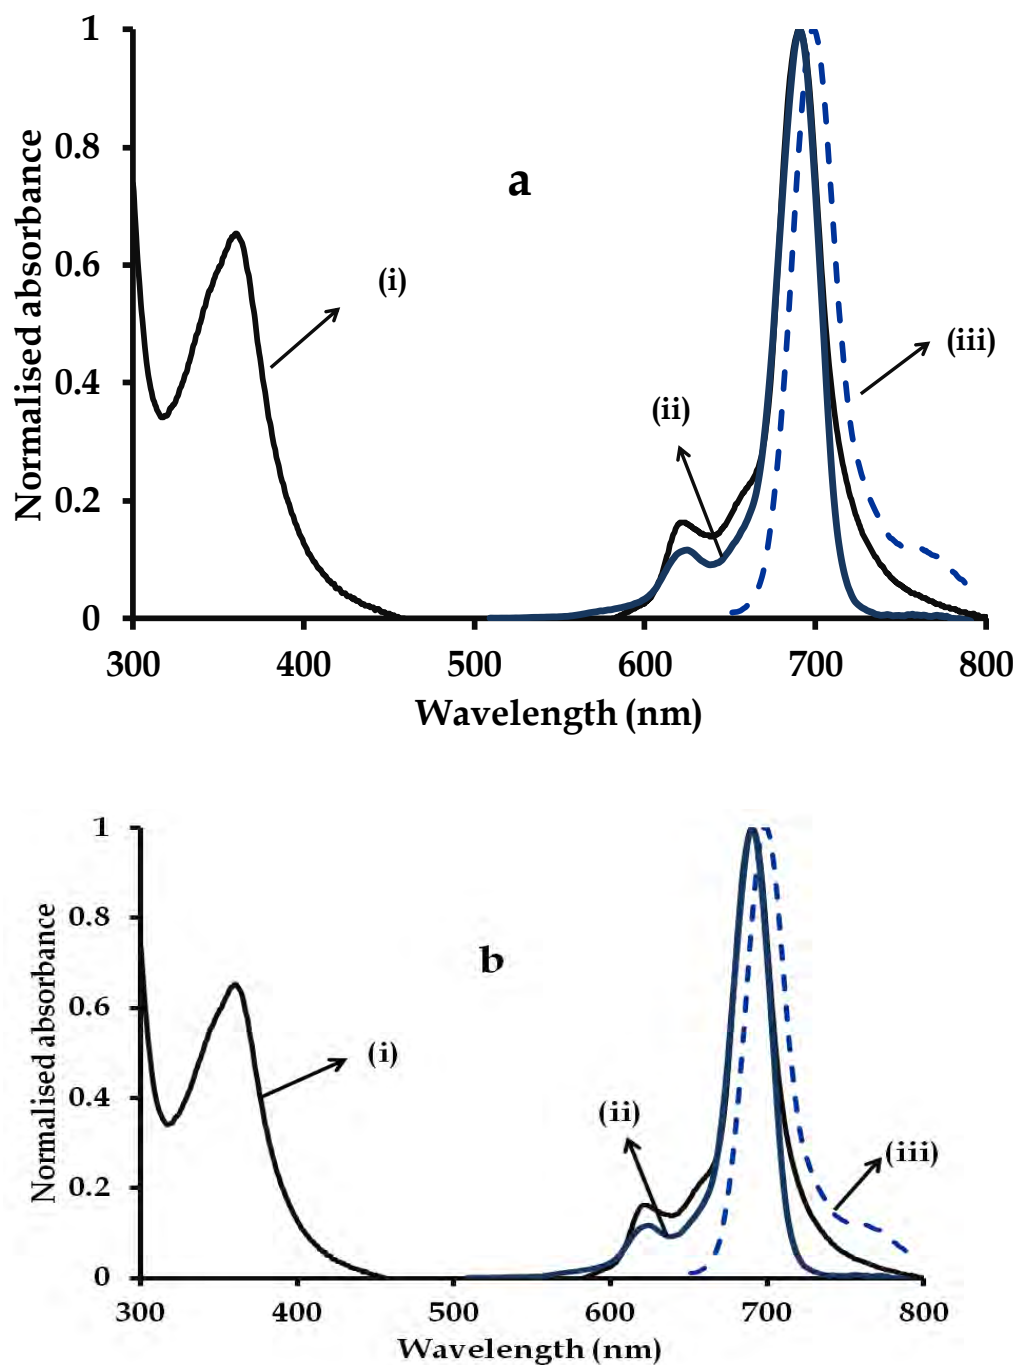 1
0.8
0.6
0.4
0.2
0
Normalised absorbance
a
(i)
(ii)
(iii)
300 400 500 600 700 800
Wavelength (nm)
1
0.8
0.6
0.4
0.2
0
Normalised absorbance
b
(i)
(ii)
(iii)
300 400 500 600 700 800
Wavelength (nm)